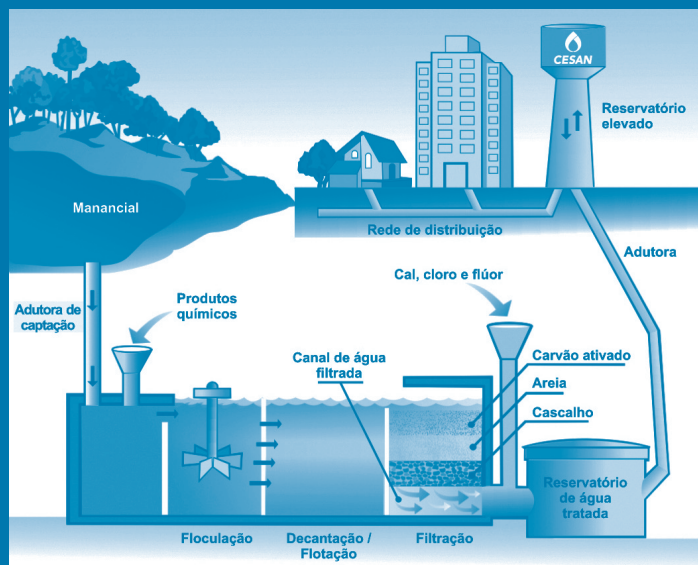 CESAN
Reservatório
elevado
Manancial
Rede de distribuição
Adutora
Cal, cloro e flúor
Produtos
químicos
Adutora de
captação
Canal de água
filtrada
Carvão ativado
Areia
Cascalho
Reservatório
de água
tratada
Floculação
Decantação /
Flotação
Filtração